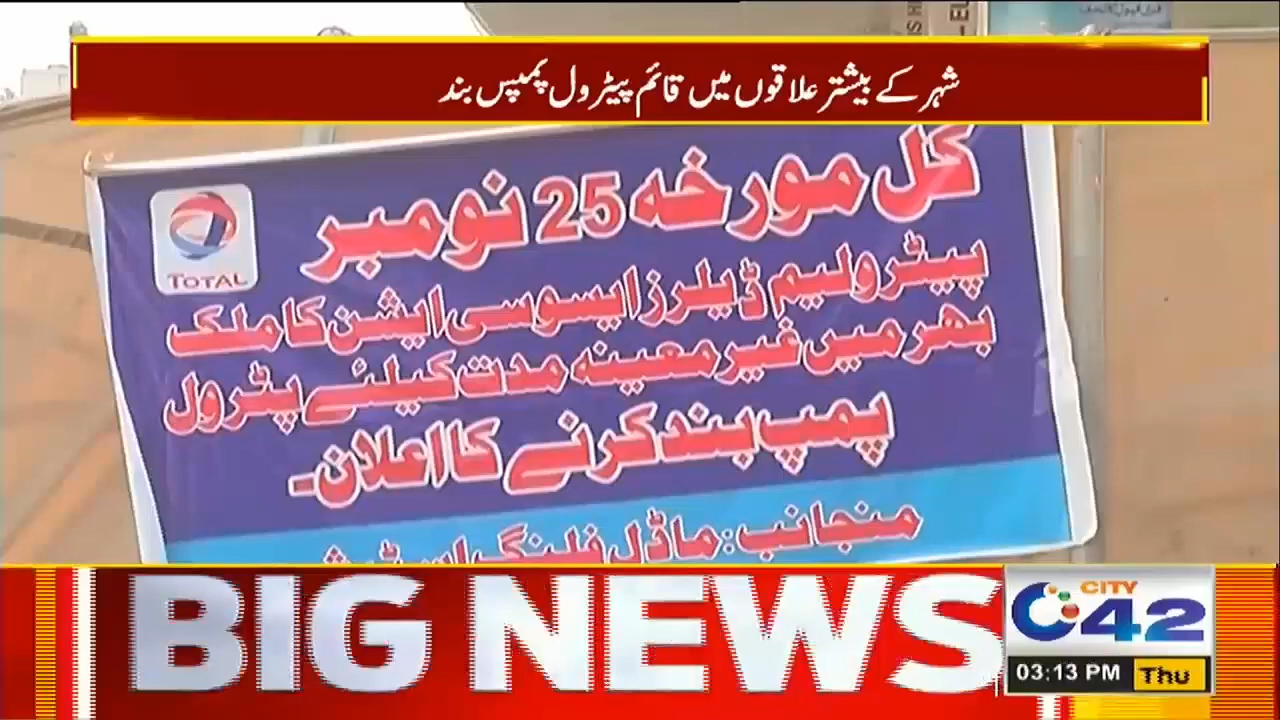 شہر کے بیشتر علاقوں میں قائم پیٹرول پمپس بند
کل مورخہ 25 نومبر
TOTAL
پیٹرولیم ڈیلرز ایسوسی ایشن کا ملک
بھر میں غیر معینہ مدت کیلئے پٹرول
پمپ بند کرنے کا اعلان۔
منجانب: ماڈل فلنگ
BIG NEWS
CITY
42
03:13 PM Thu